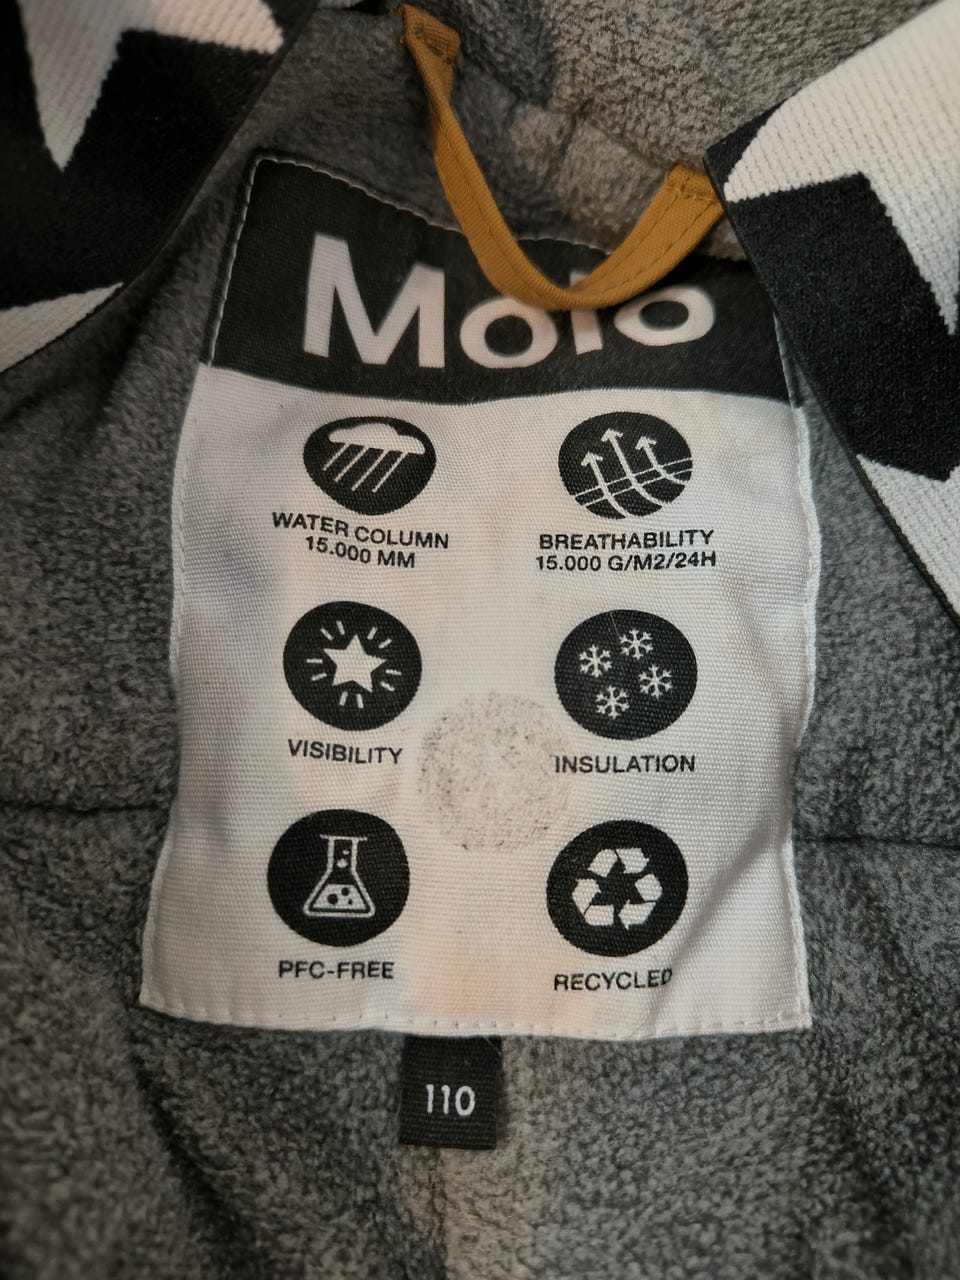 Molo
WATER COLUMN
15.000 MM
BREATHABILITY
15.000 G/M2/24H
VISIBILITY
INSULATION
PFC-FREE
RECYCLED
110